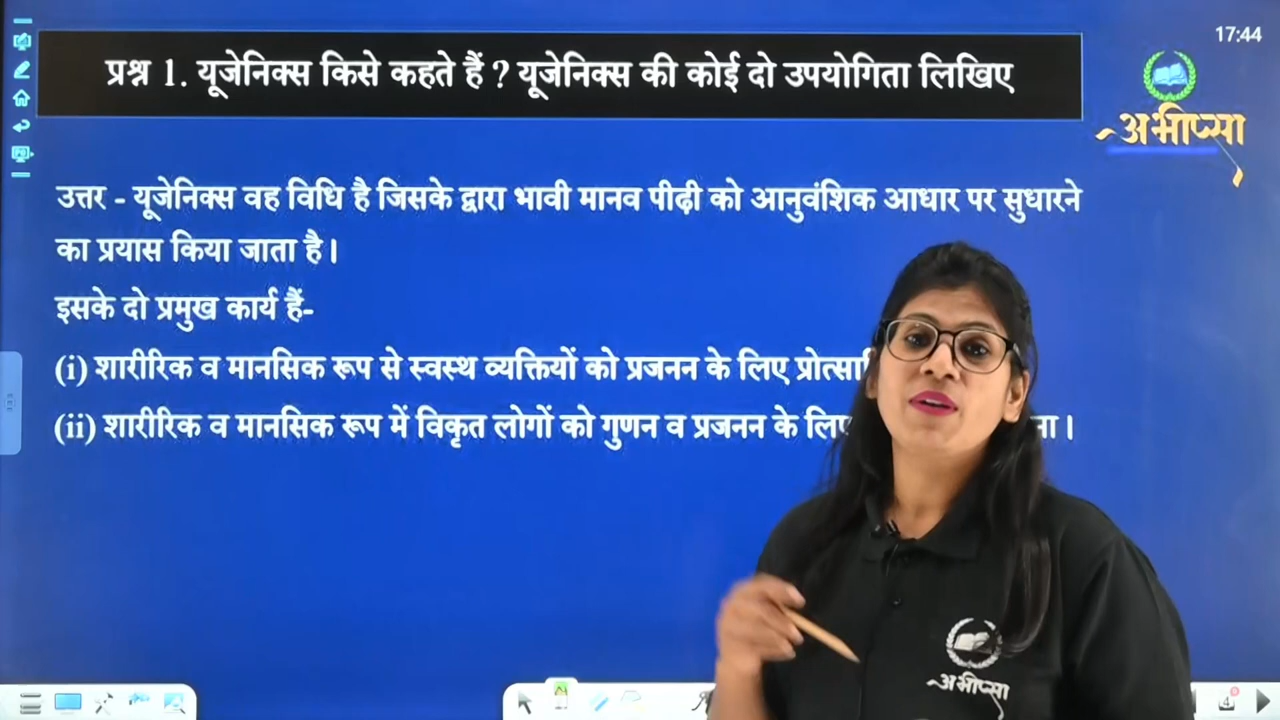 17:44
प्रश्न 1. यूजेनिक्स किसे कहते हैं ? यूजेनिक्स की कोई दो उपयोगिता लिखिए
अभीप्सा
उत्तर - यूजेनिक्स वह विधि है जिसके द्वारा भावी मानव पीढ़ी को आनुवंशिक आधार पर सुधारने
का प्रयास किया जाता है।
इसके दो प्रमुख कार्य हैं-
(i) शारीरिक व मानसिक रूप से स्वस्थ व्यक्तियों को प्रजनन के लिए
(ii) शारीरिक व मानसिक रूप में विकृत लोगों को गुणन व प्रजनन के
अभीप्सा
4